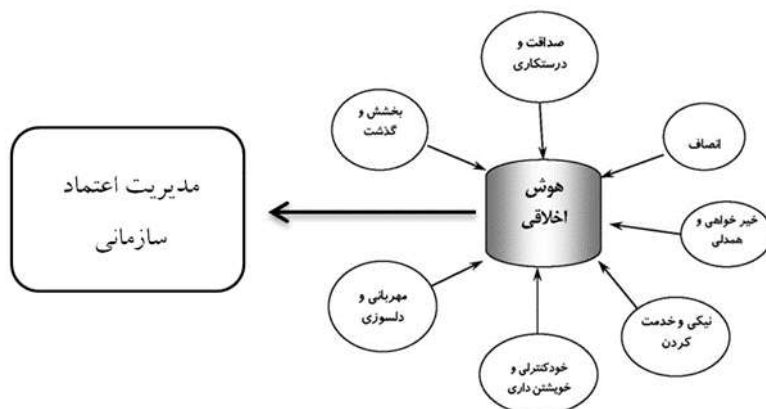 صداقت و
درستکاری
بخشش و
گذشت
انصاف
مدیریت اعتماد
سازمانی
هوش
اخلاقی
خیر خواهی و
همدلی
مهربانی و
دلسوزی
نیکی و خدمت
کردن
خودکنترلی و
خویشتن داری